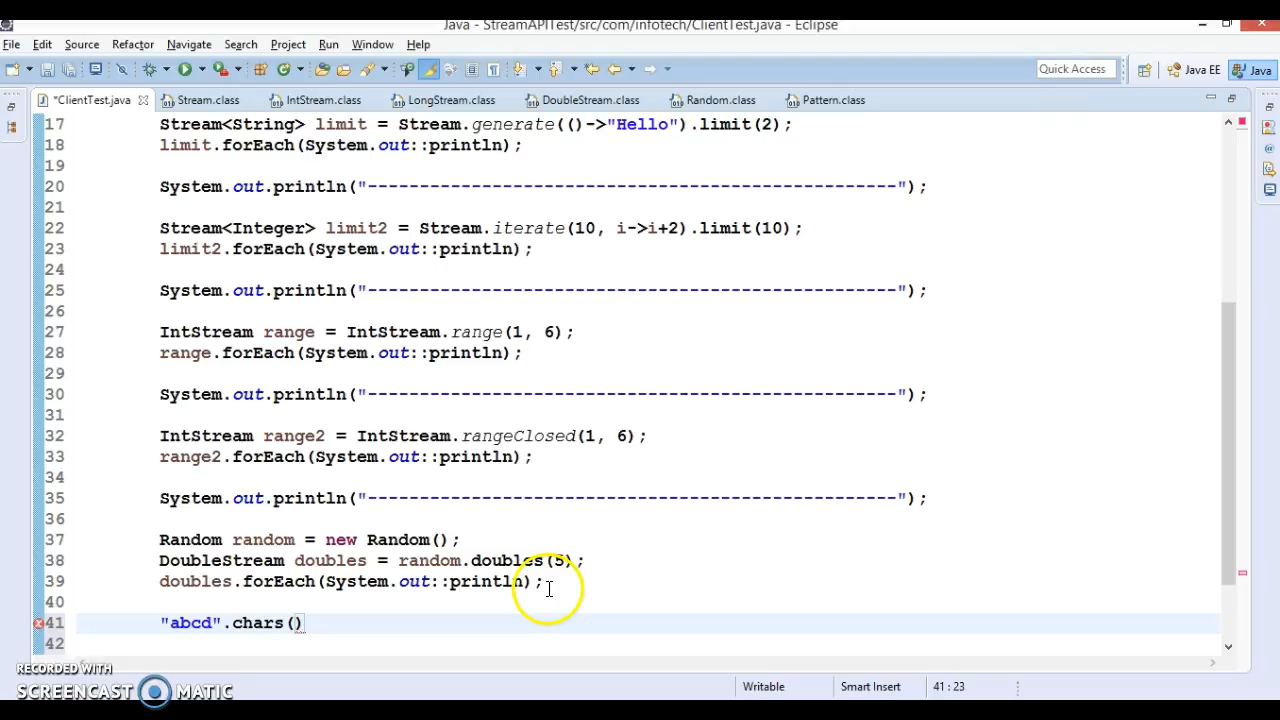 Java - StreamAPITest/src/com/infotech/ClientTest.java - Eclipse
File Edit Source Refactor Navigate Search Project Run Window Help
Quick Access Java EE Java
*ClientTest.java Stream.class IntStream.class LongStream.class DoubleStream.class Random.class Pattern.class
17 Stream<String> limit = Stream.generate(()->"Hello").limit(2);
18 limit.forEach(System.out::println);
19
20 System.out.println("---------------------------------------------------");
21
22 Stream<Integer> limit2 = Stream.iterate(10, i->i+2).limit(10);
23 limit2.forEach(System.out::println);
24
25 System.out.println("---------------------------------------------------");
26
27 IntStream range = IntStream.range(1, 6);
28 range.forEach(System.out::println);
29
30 System.out.println("---------------------------------------------------");
31
32 IntStream range2 = IntStream.rangeClosed(1, 6);
33 range2.forEach(System.out::println);
34
35 System.out.println("---------------------------------------------------");
36
37 Random random = new Random();
38 DoubleStream doubles = random.doubles(5);
39 doubles.forEach(System.out::println);
40
41 "abcd".chars()
42
RECORDED WITH
SCREENCAST MATIC
Writable Smart Insert 41 : 23